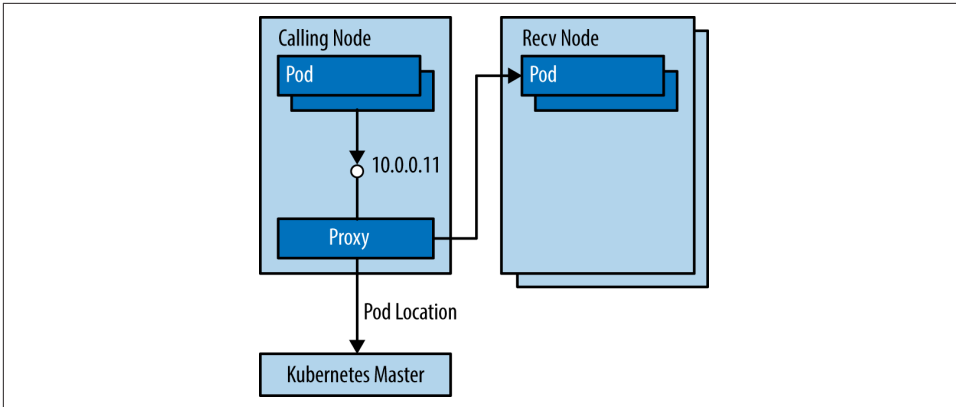 Calling Node
Pod
10.0.0.11
Proxy
Pod Location
Kubernetes Master
Recv Node
Pod